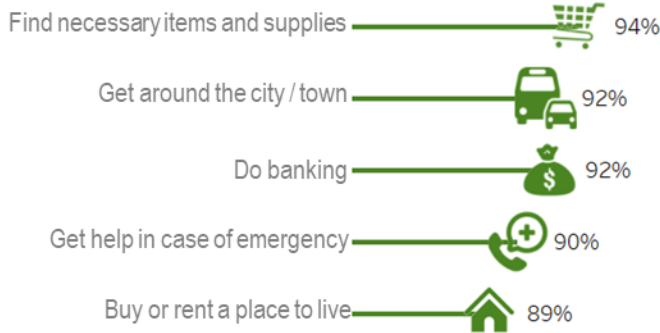 Find necessary items and supplies 94%
Get around the city / town 92%
Do banking $ 92%
Get help in case of emergency 90%
Buy or rent a place to live 89%